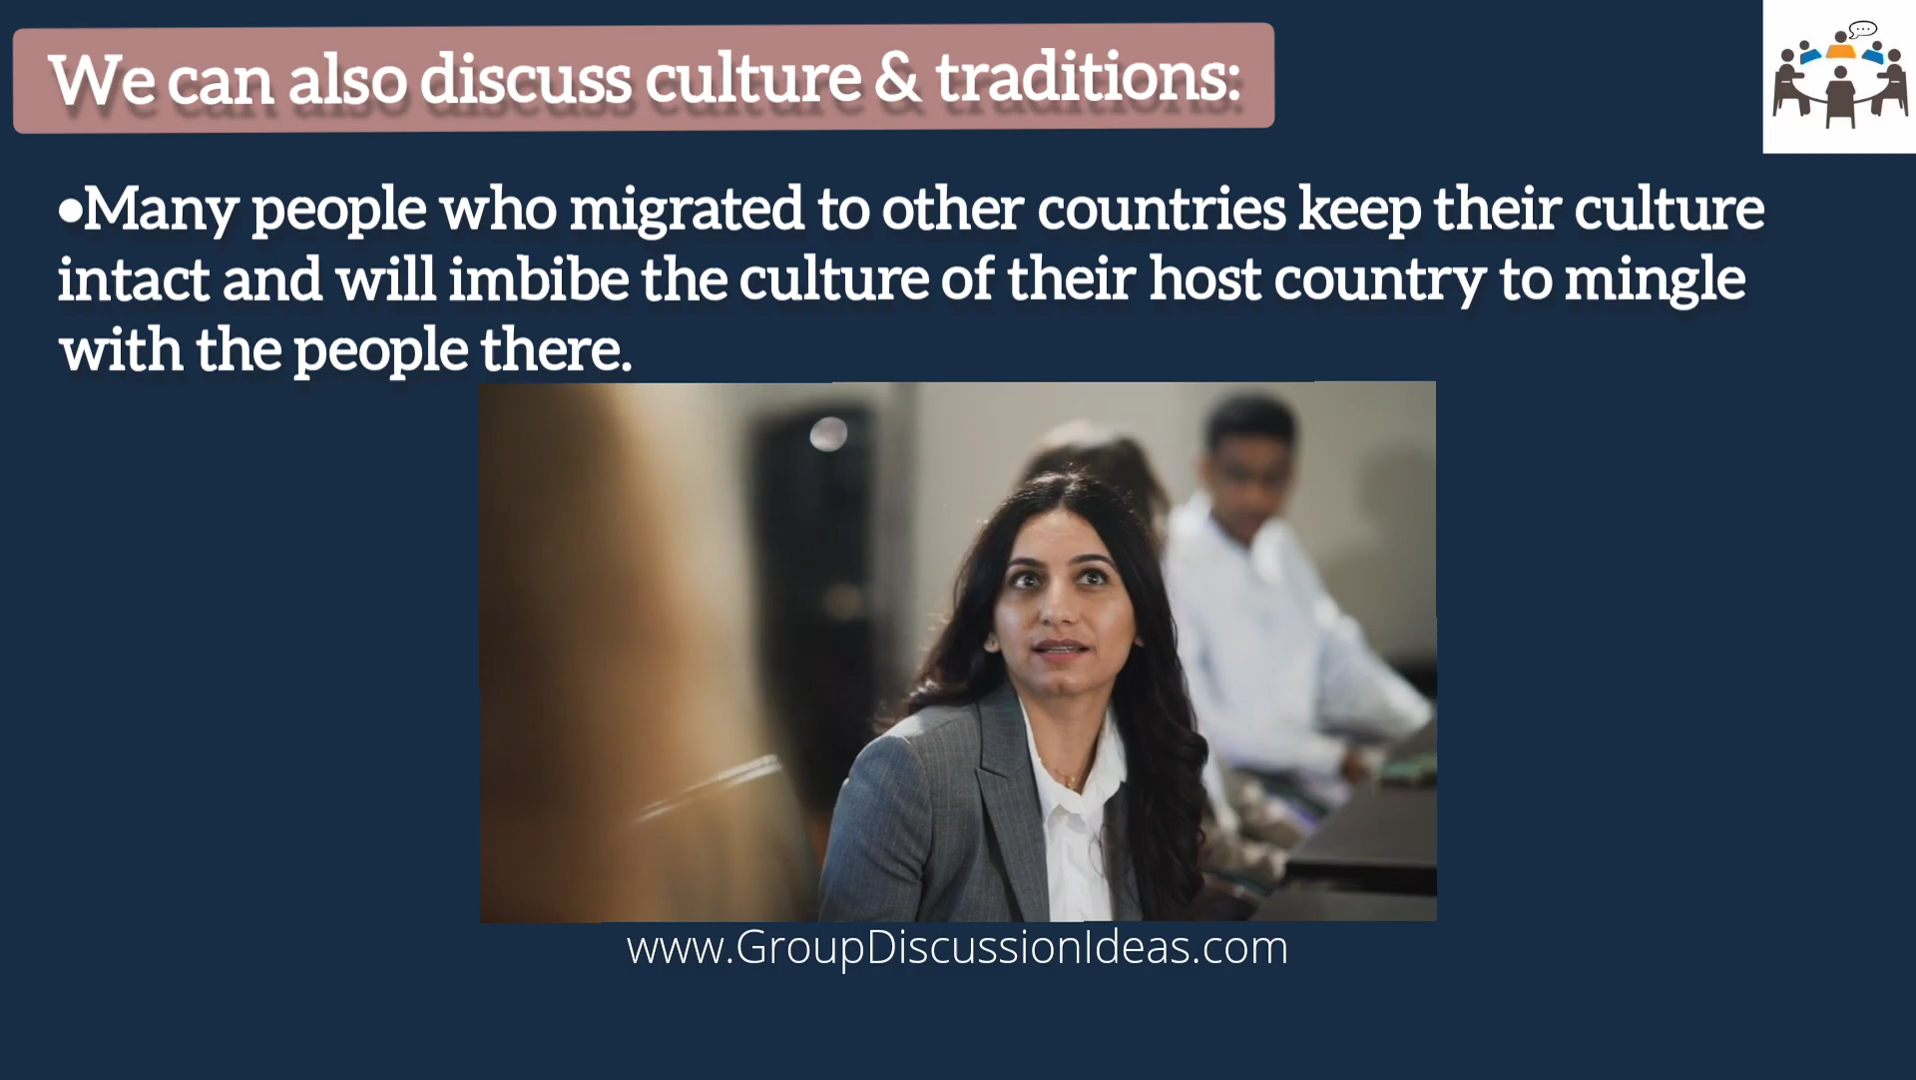 We can also discuss culture & traditions:
•Many people who migrated to other countries keep their culture
intact and will imbibe the culture of their host country to mingle
with the people there.
www.GroupDiscussionIdeas.com